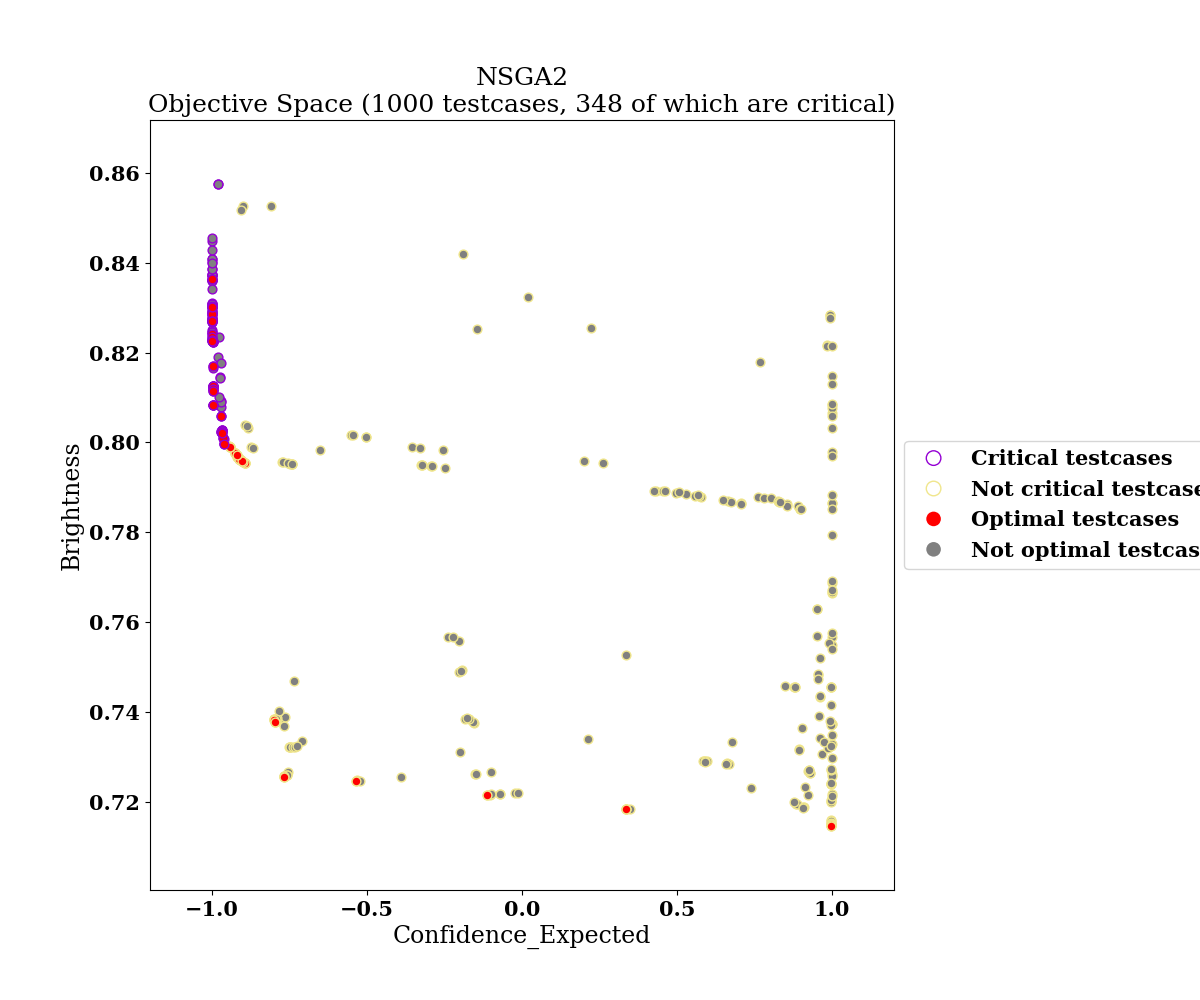 NSGA2
Objective Space (1000 testcases, 348 of which are critical)
0.86
0.84
0.82
0.80
0.78
0.76
0.74
0.72
Brightness
−1.0
−0.5
0.0
0.5
1.0
Confidence_Expected
Critical testcases
Not critical testcase
Optimal testcases
Not optimal testcas